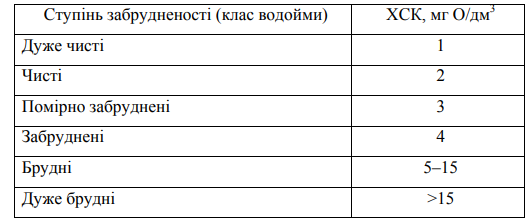 Ступінь забрудненості (клас водойми) ХСК, мг О/дм³
Дуже чисті 1
Чисті 2
Помірно забруднені 3
Забруднені 4
Брудні 5–15
Дуже брудні >15